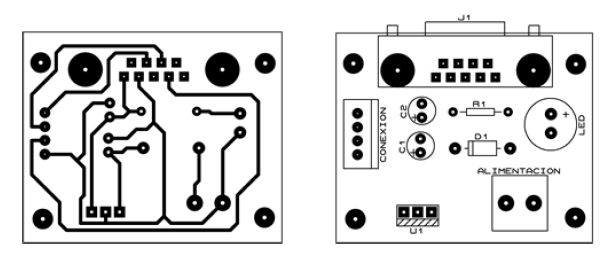 J1
C2
R1
+
+
LED
CONEXION
C1
+
D1
ALIMENTACION
U1